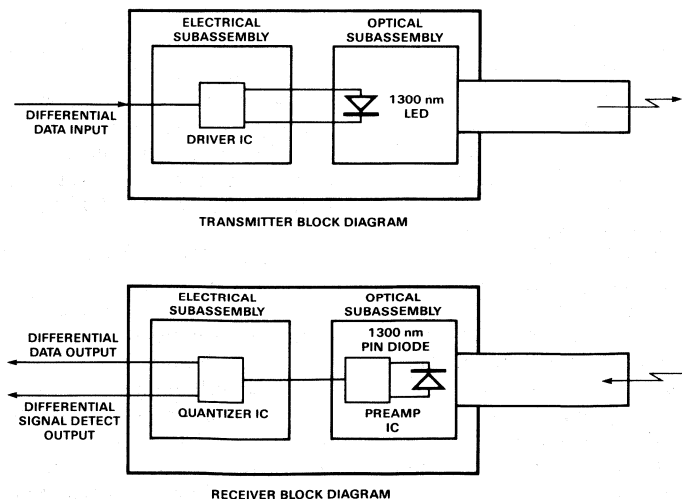 ELECTRICAL
SUBASSEMBLY
OPTICAL
SUBASSEMBLY
DIFFERENTIAL
DATA INPUT
DRIVER IC
1300 nm
LED
TRANSMITTER BLOCK DIAGRAM
ELECTRICAL
SUBASSEMBLY
OPTICAL
SUBASSEMBLY
DIFFERENTIAL
DATA OUTPUT
DIFFERENTIAL
SIGNAL DETECT
OUTPUT
QUANTIZER IC
1300 nm
PIN DIODE
PREAMP
IC
RECEIVER BLOCK DIAGRAM